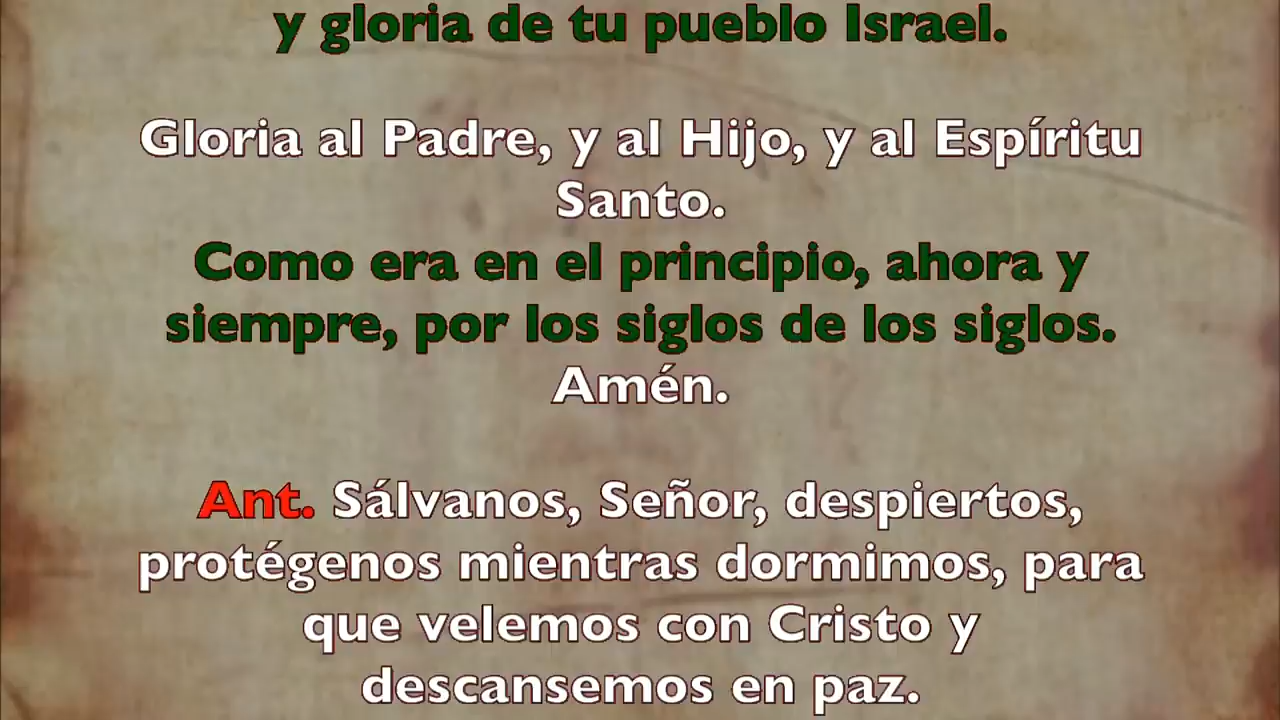 y gloria de tu pueblo Israel.
Gloria al Padre, y al Hijo, y al Espíritu
Santo.
Como era en el principio, ahora y
siempre, por los siglos de los siglos.
Amén.
Ant. Sálvanos, Señor, despiertos,
protégenos mientras dormimos, para
que velemos con Cristo y
descansemos en paz.